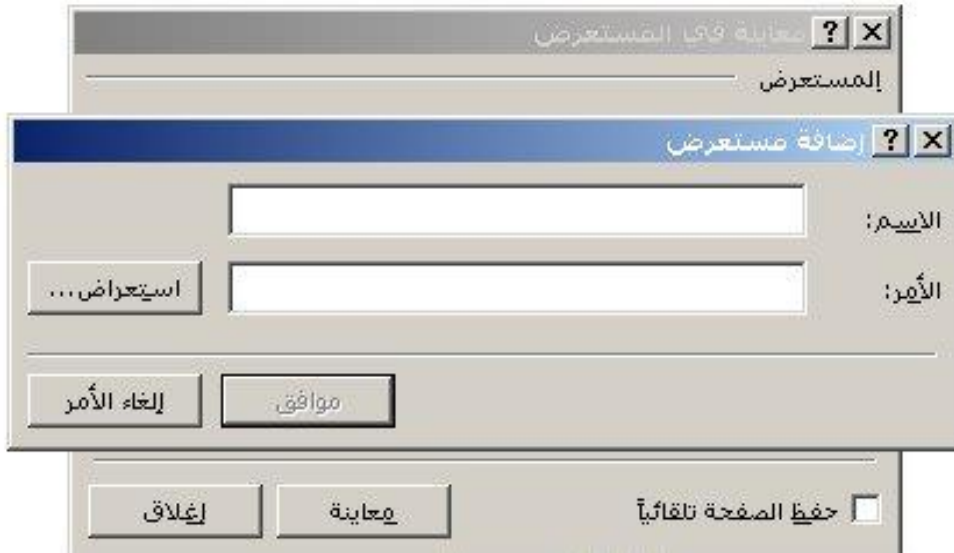 معاينة في المستعرض
المستعرض
إضافة مستعرض
الاسم:
الأمر:
استعراض...
موافق
إلغاء الأمر
حفظ الصفحة تلقائياً
معاينة
إغلاق